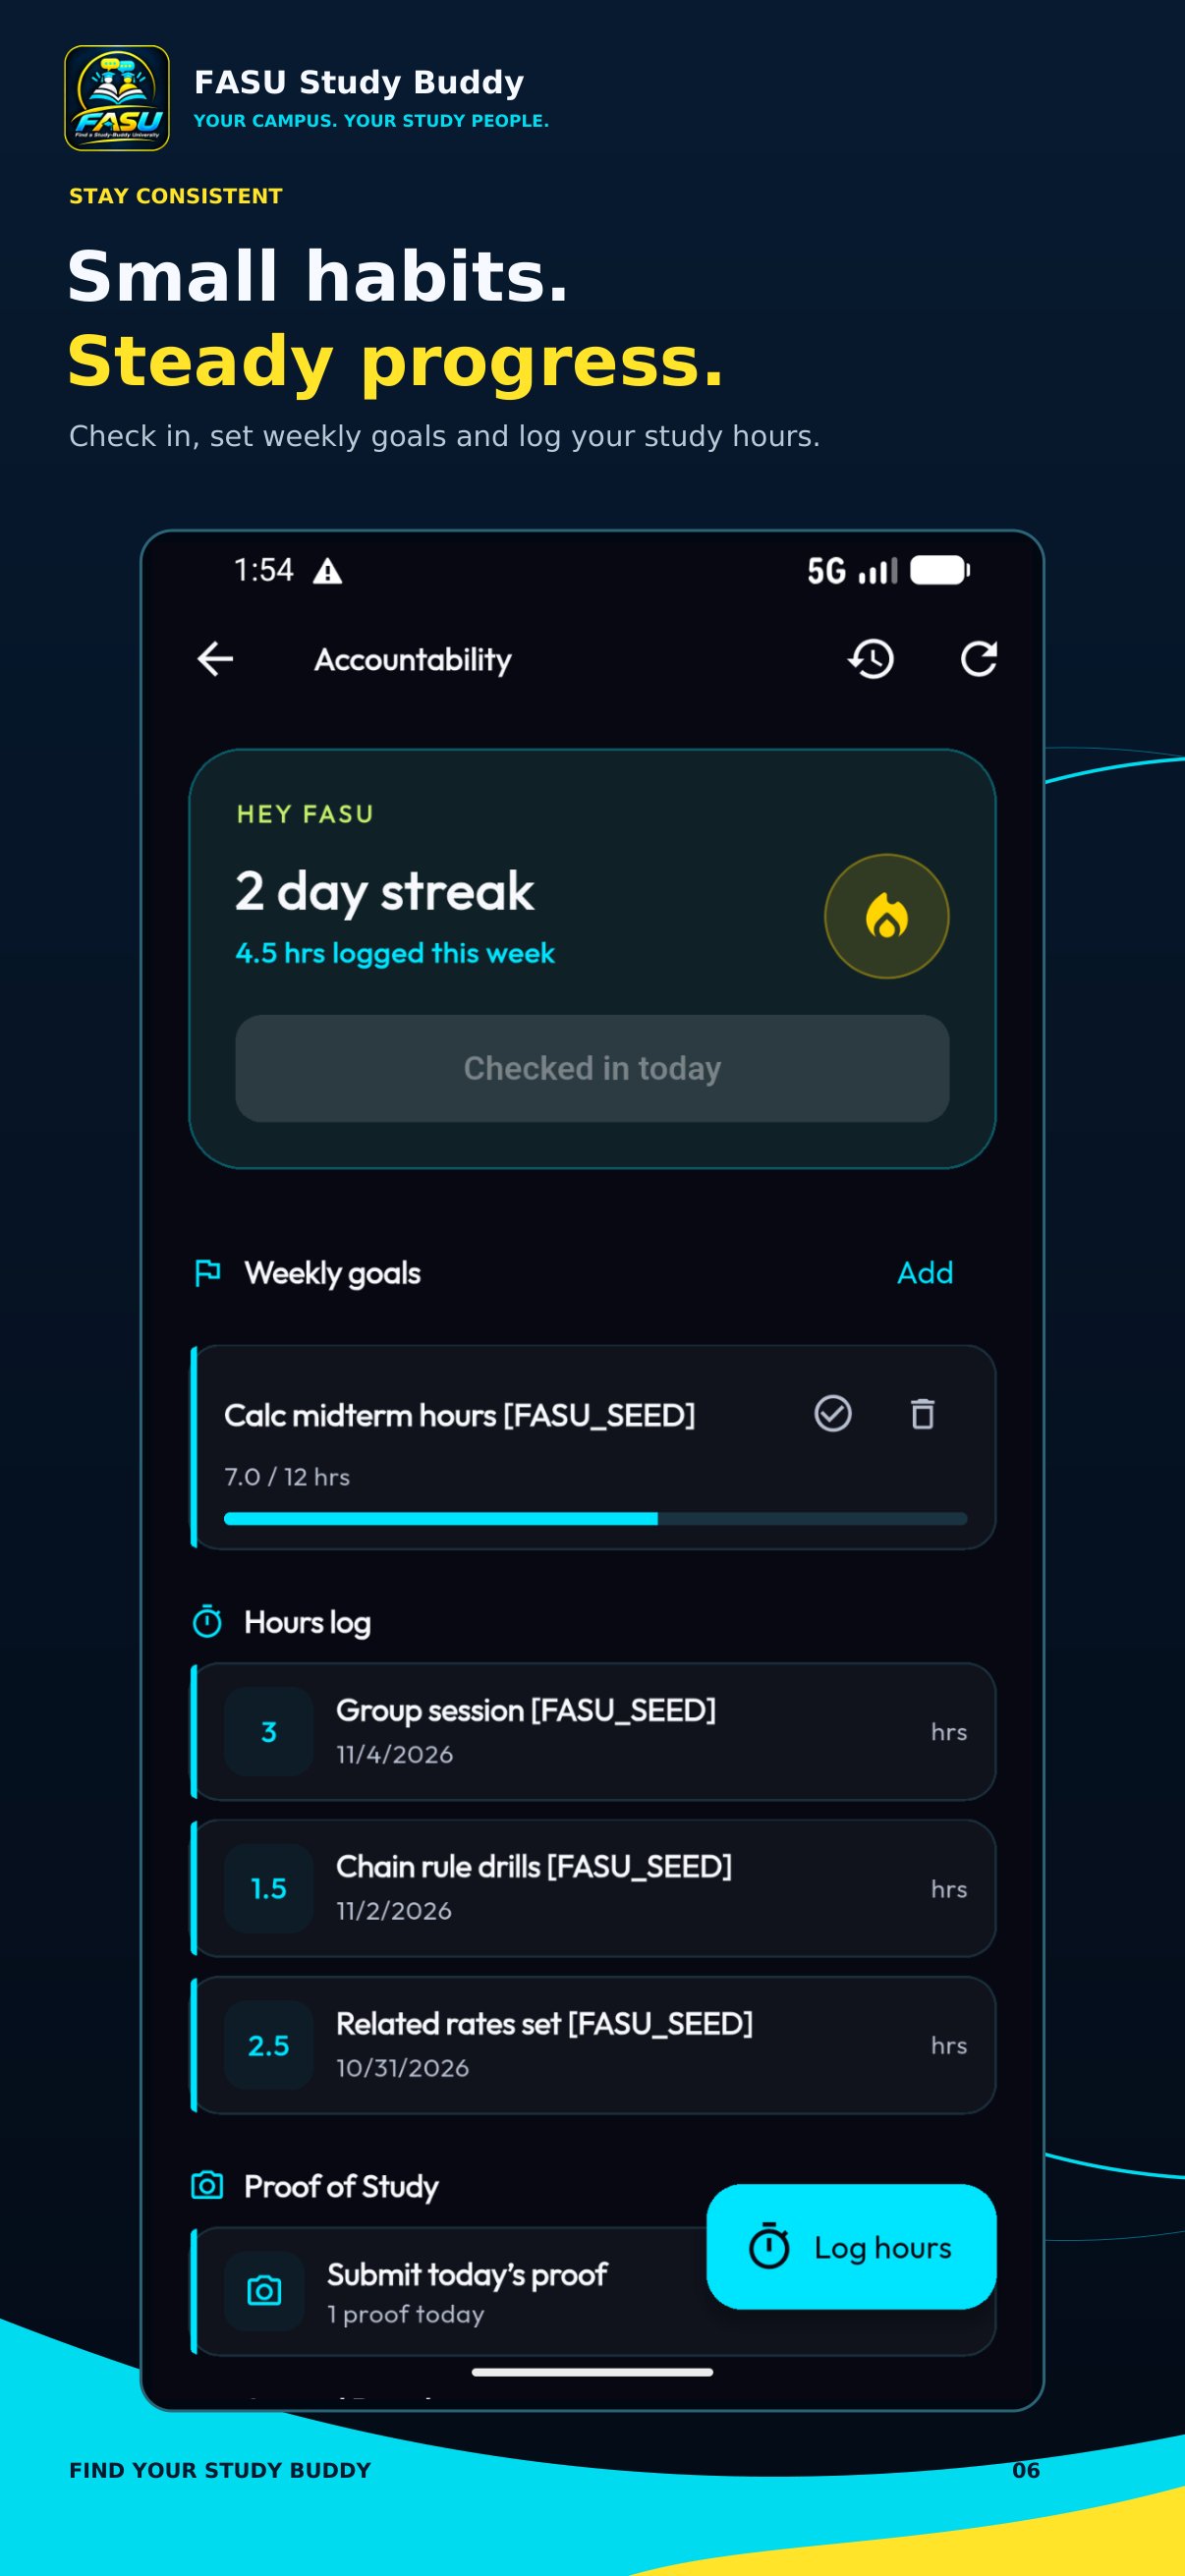 FASU
Find a Study-Buddy University
FASU Study Buddy
YOUR CAMPUS. YOUR STUDY PEOPLE.
STAY CONSISTENT
Small habits.
Steady progress.
Check in, set weekly goals and log your study hours.
1:54
5G
Accountability
HEY FASU
2 day streak
4.5 hrs logged this week
Checked in today
Weekly goals
Add
Calc midterm hours [FASU_SEED]
7.0 / 12 hrs
Hours log
3
Group session [FASU_SEED]
11/4/2026
hrs
1.5
Chain rule drills [FASU_SEED]
11/2/2026
hrs
2.5
Related rates set [FASU_SEED]
10/31/2026
hrs
Proof of Study
Submit today’s proof
1 proof today
Log hours
FIND YOUR STUDY BUDDY
06